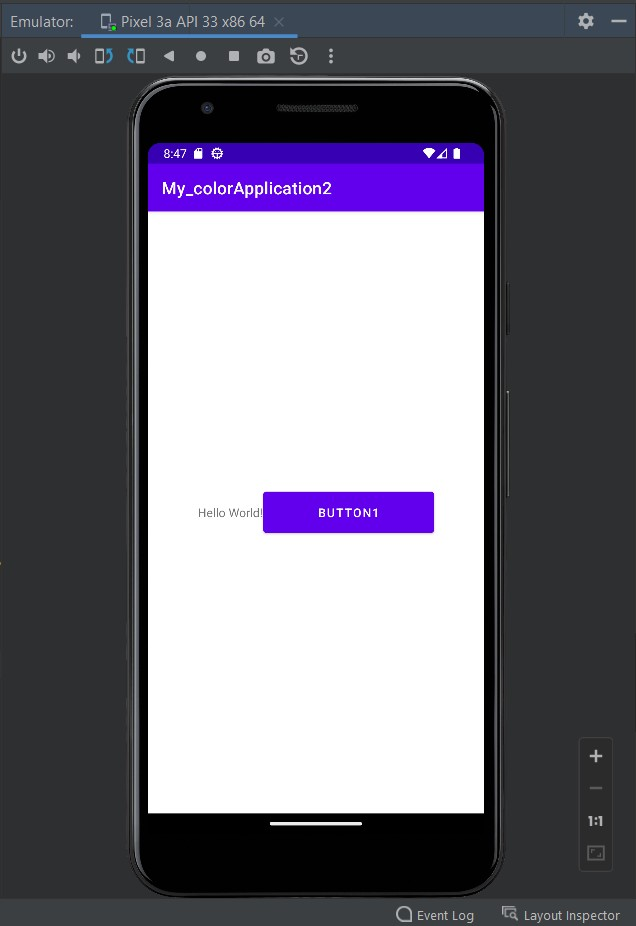 Emulator: Pixel 3a API 33 x86 64
8:47
My_colorApplication2
Hello World! BUTTON1
1:1
Event Log Layout Inspector